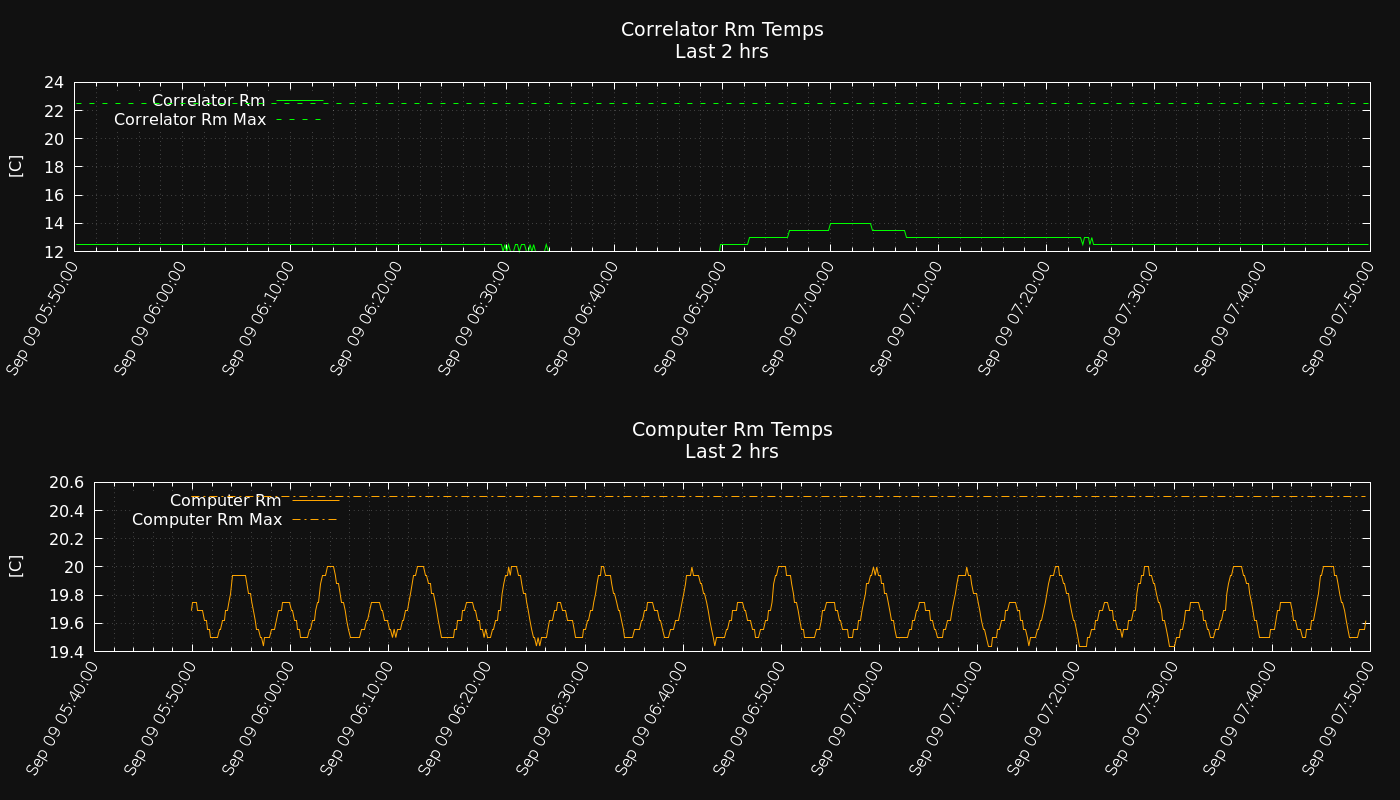 Correlator Rm Temps
Last 2 hrs
24
22
20
18
16
14
12
[C]
Correlator Rm
Correlator Rm Max
Sep 09 05:50:00
Sep 09 06:00:00
Sep 09 06:10:00
Sep 09 06:20:00
Sep 09 06:30:00
Sep 09 06:40:00
Sep 09 06:50:00
Sep 09 07:00:00
Sep 09 07:10:00
Sep 09 07:20:00
Sep 09 07:30:00
Sep 09 07:40:00
Sep 09 07:50:00
Computer Rm Temps
Last 2 hrs
20.6
20.4
20.2
20
19.8
19.6
19.4
[C]
Computer Rm
Computer Rm Max
Sep 09 05:40:00
Sep 09 05:50:00
Sep 09 06:00:00
Sep 09 06:10:00
Sep 09 06:20:00
Sep 09 06:30:00
Sep 09 06:40:00
Sep 09 06:50:00
Sep 09 07:00:00
Sep 09 07:10:00
Sep 09 07:20:00
Sep 09 07:30:00
Sep 09 07:40:00
Sep 09 07:50:00